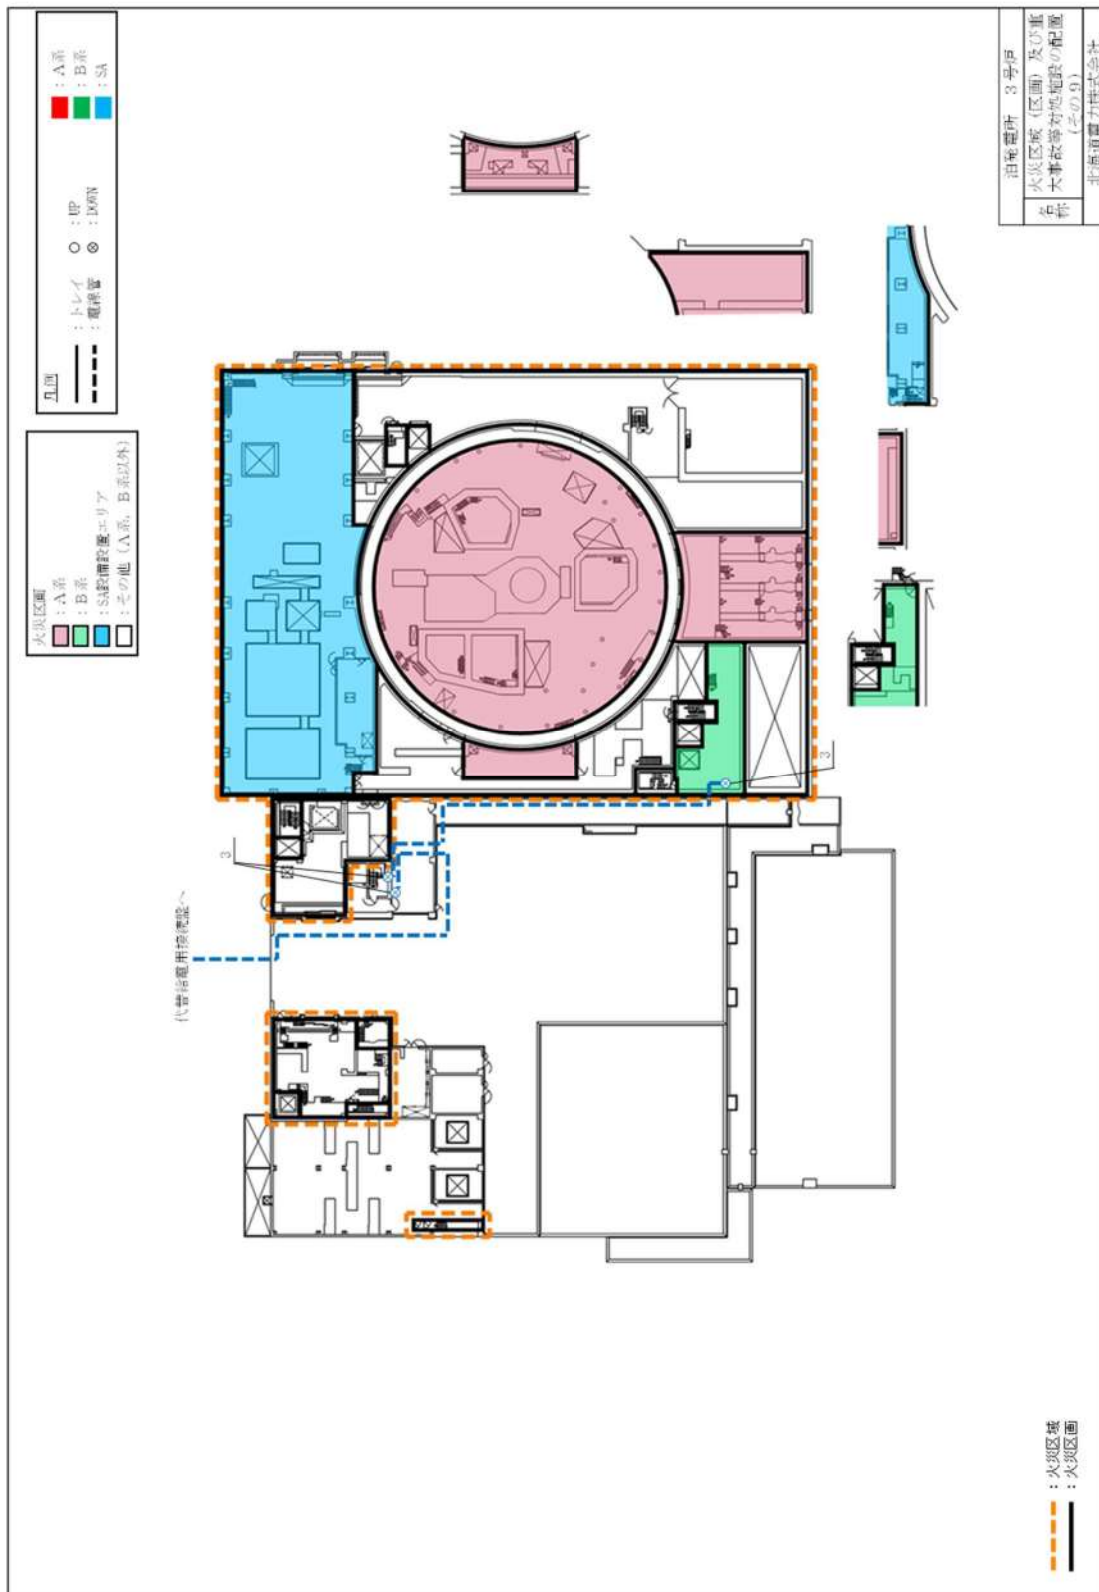 凡例
：トレイ
：電線管
○：UP
⊗：DOWN
：A系
：B系
：SA
火災区画
：A系
：B系
：SA設備設置エリア
：その他（A系，B系以外）
代替給電用接続盤へ
3
3
：火災区域
：火災区画
泊発電所　3号炉
名称
火災区域（区画）及び重
大事故等対処施設の配置
（その9）
北海道電力株式会社